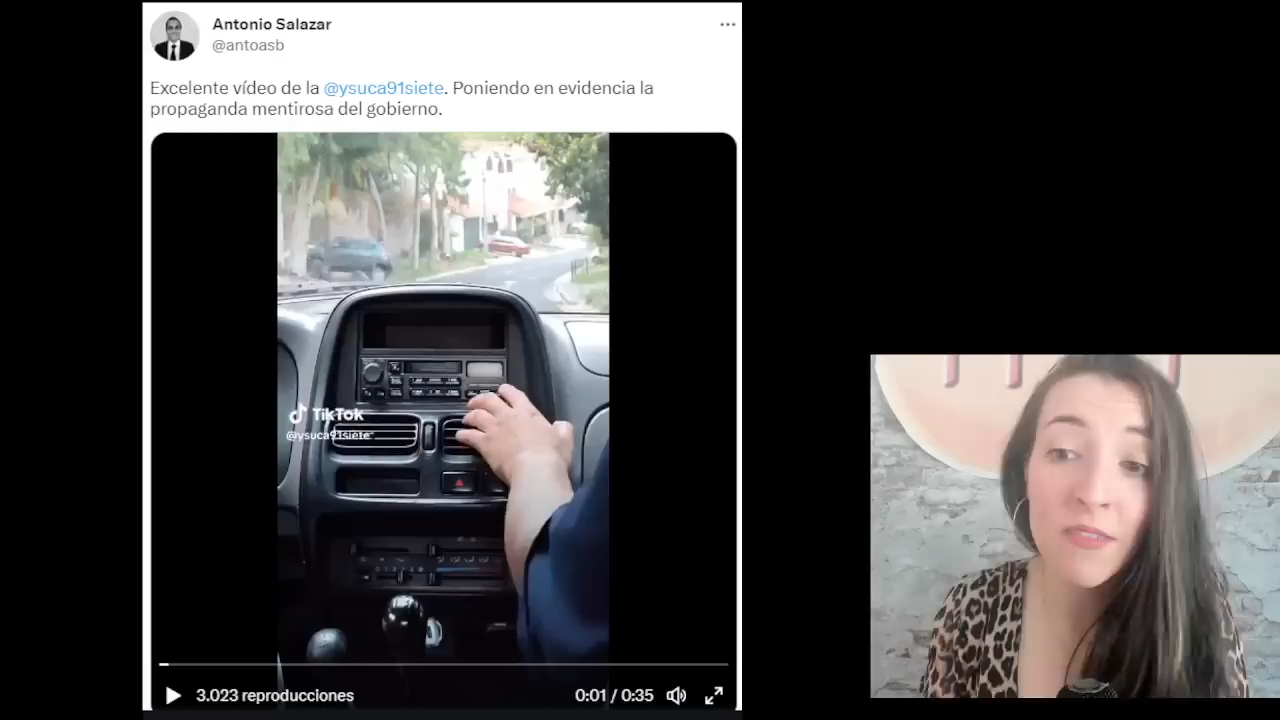 Antonio Salazar
@antoasb
Excelente vídeo de la @ysuca91siete. Poniendo en evidencia la
propaganda mentirosa del gobierno.
TikTok
@ysuca91siete
3.023 reproducciones
0:01 / 0:35